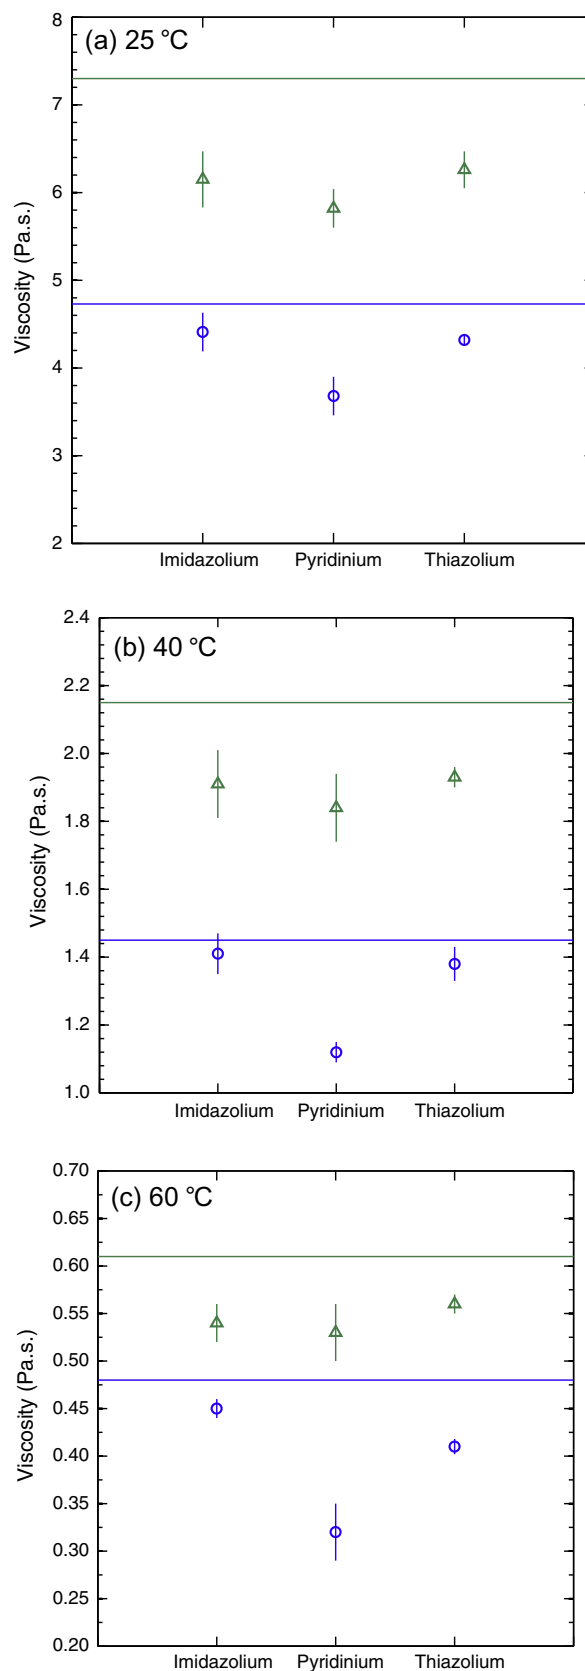 (a) 25 °C
8
7
6
5
4
3
2
Viscosity (Pa.s.)
Imidazolium Pyridinium Thiazolium
(b) 40 °C
2.4
2.2
2.0
1.8
1.6
1.4
1.2
1.0
Viscosity (Pa.s.)
Imidazolium Pyridinium Thiazolium
(c) 60 °C
0.70
0.65
0.60
0.55
0.50
0.45
0.40
0.35
0.30
0.25
0.20
Viscosity (Pa.s.)
Imidazolium Pyridinium Thiazolium